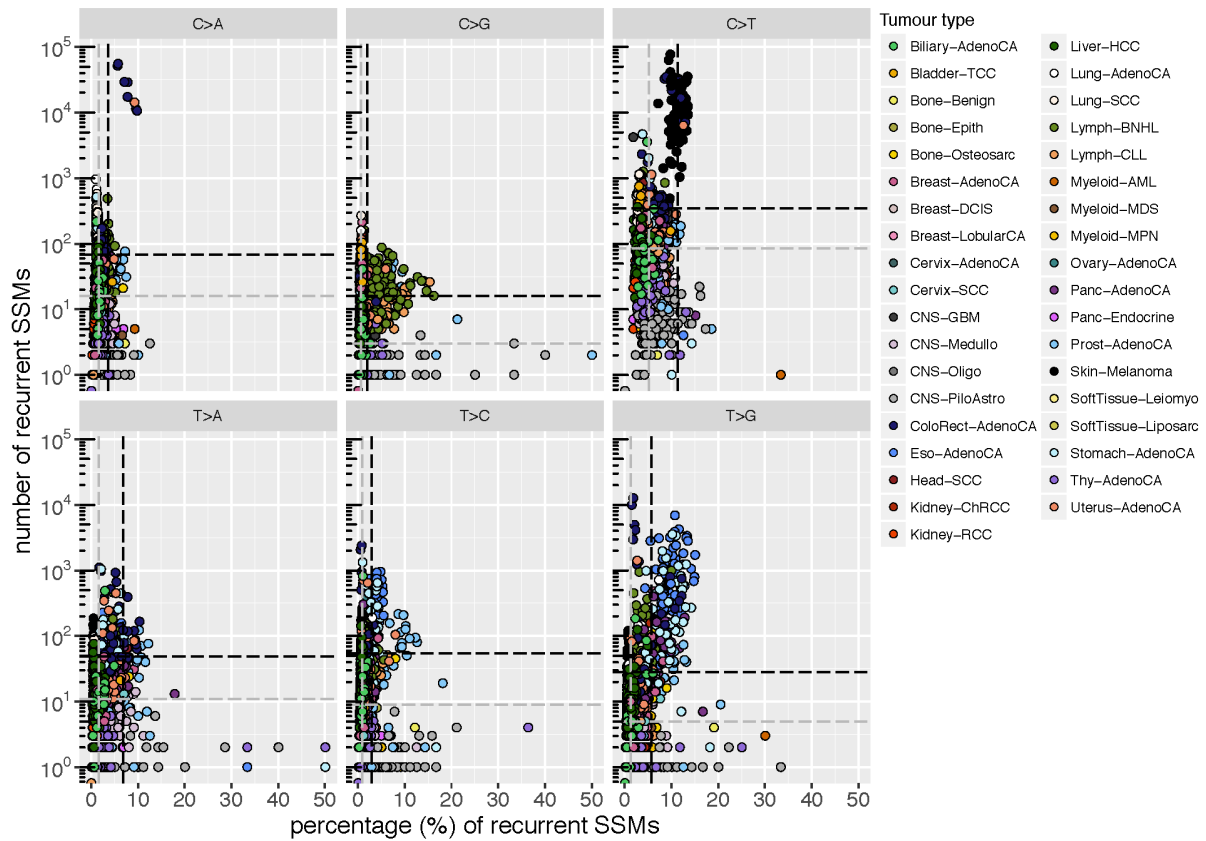 C>A
C>G
C>T
10^5
10^4
10^3
10^2
10^1
10^0
T>A
T>C
T>G
10^5
10^4
10^3
10^2
10^1
10^0
0 10 20 30 40 50
0 10 20 30 40 50
0 10 20 30 40 50
percentage (%) of recurrent SSMs
number of recurrent SSMs
Tumour type
Biliary−AdenoCA
Bladder−TCC
Bone−Benign
Bone−Epith
Bone−Osteosarc
Breast−AdenoCA
Breast−DCIS
Breast−LobularCA
Cervix−AdenoCA
Cervix−SCC
CNS−GBM
CNS−Medullo
CNS−Oligo
CNS−PiloAstro
ColoRect−AdenoCA
Eso−AdenoCA
Head−SCC
Kidney−ChRCC
Kidney−RCC
Liver−HCC
Lung−AdenoCA
Lung−SCC
Lymph−BNHL
Lymph−CLL
Myeloid−AML
Myeloid−MDS
Myeloid−MPN
Ovary−AdenoCA
Panc−AdenoCA
Panc−Endocrine
Prost−AdenoCA
Skin−Melanoma
SoftTissue−Leiomyo
SoftTissue−Liposarc
Stomach−AdenoCA
Thy−AdenoCA
Uterus−AdenoCA